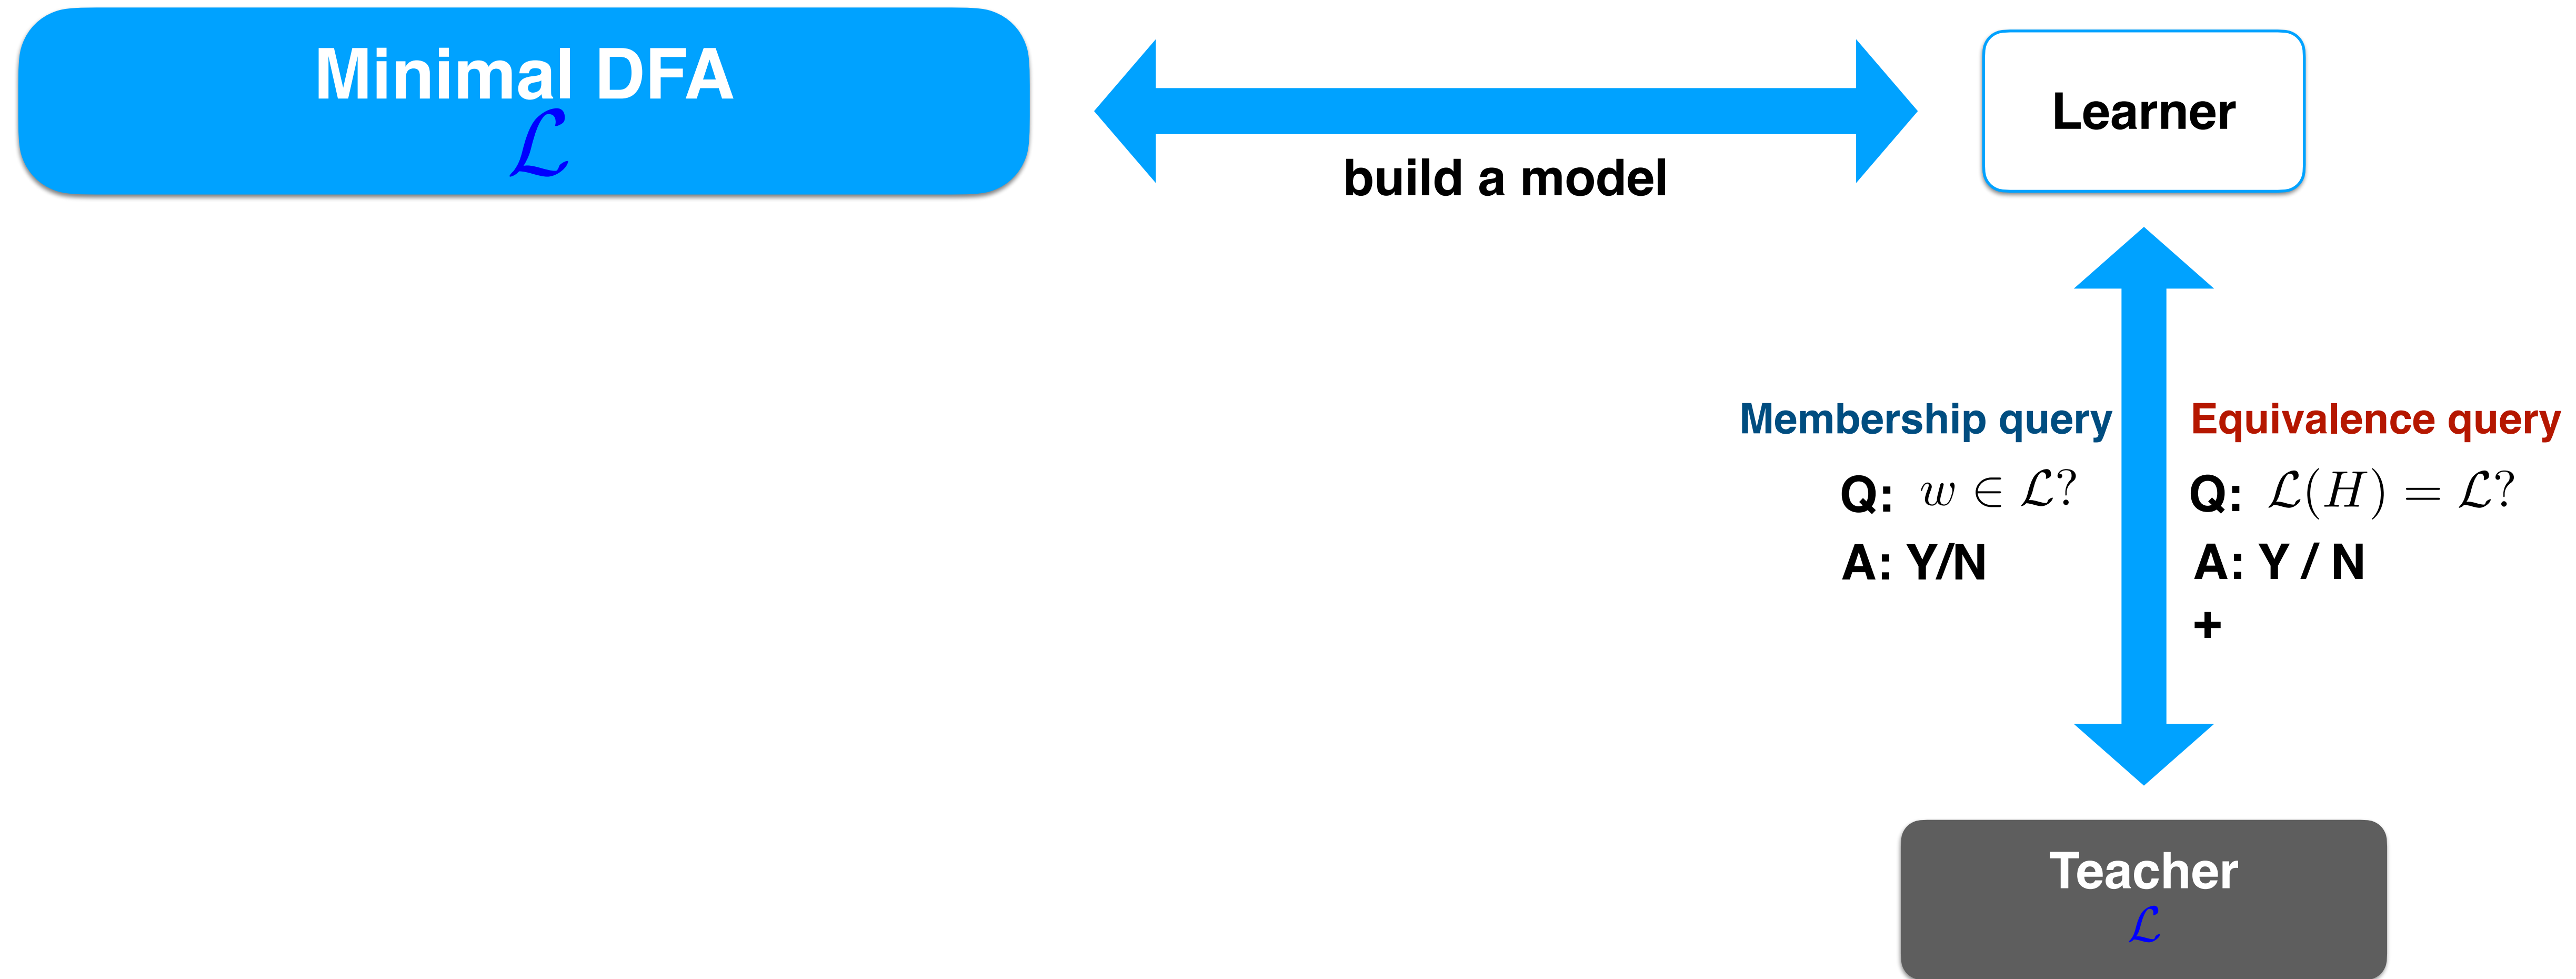 Minimal DFA
ℒ
Learner
build a model
Membership query
Q: w ∈ ℒ?
A: Y/N
Equivalence query
Q: ℒ(H) = ℒ?
A: Y / N
+
Teacher
ℒ